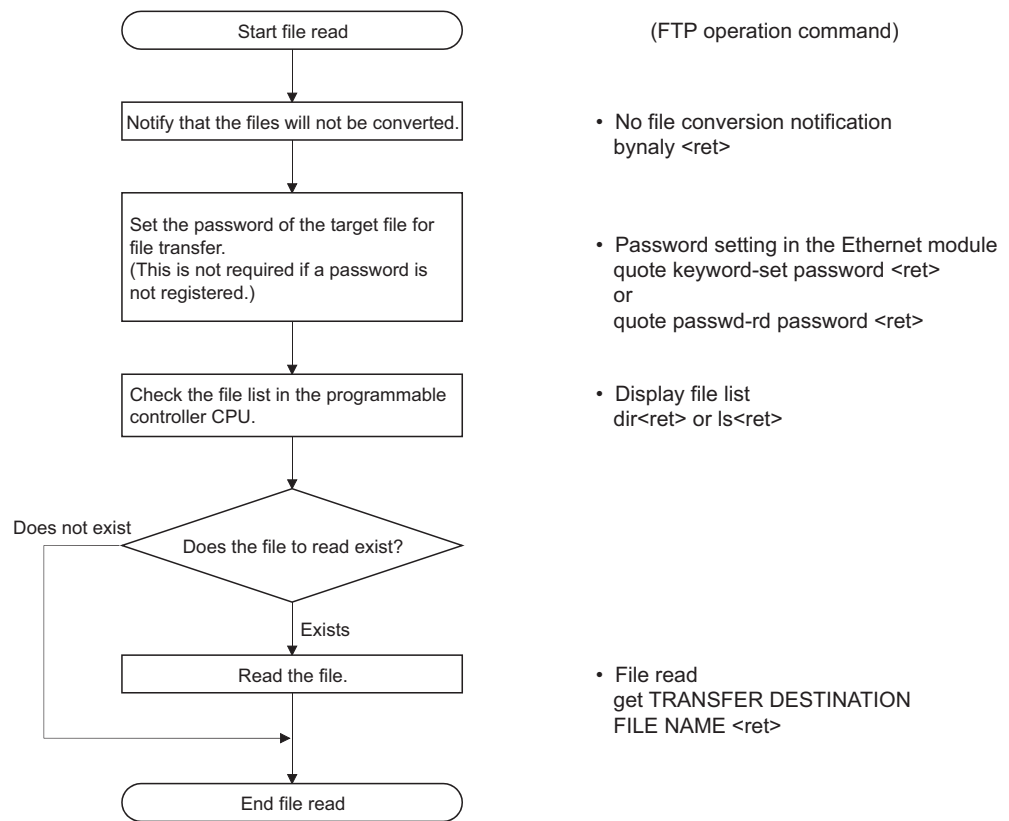 Start file read
(FTP operation command)
Notify that the files will not be converted.
• No file conversion notification
bynaly <ret>
Set the password of the target file for
file transfer.
(This is not required if a password is
not registered.)
• Password setting in the Ethernet module
quote keyword-set password <ret>
or
quote passwd-rd password <ret>
Check the file list in the programmable
controller CPU.
• Display file list
dir<ret> or ls<ret>
Does not exist
Does the file to read exist?
Exists
Read the file.
• File read
get TRANSFER DESTINATION
FILE NAME <ret>
End file read